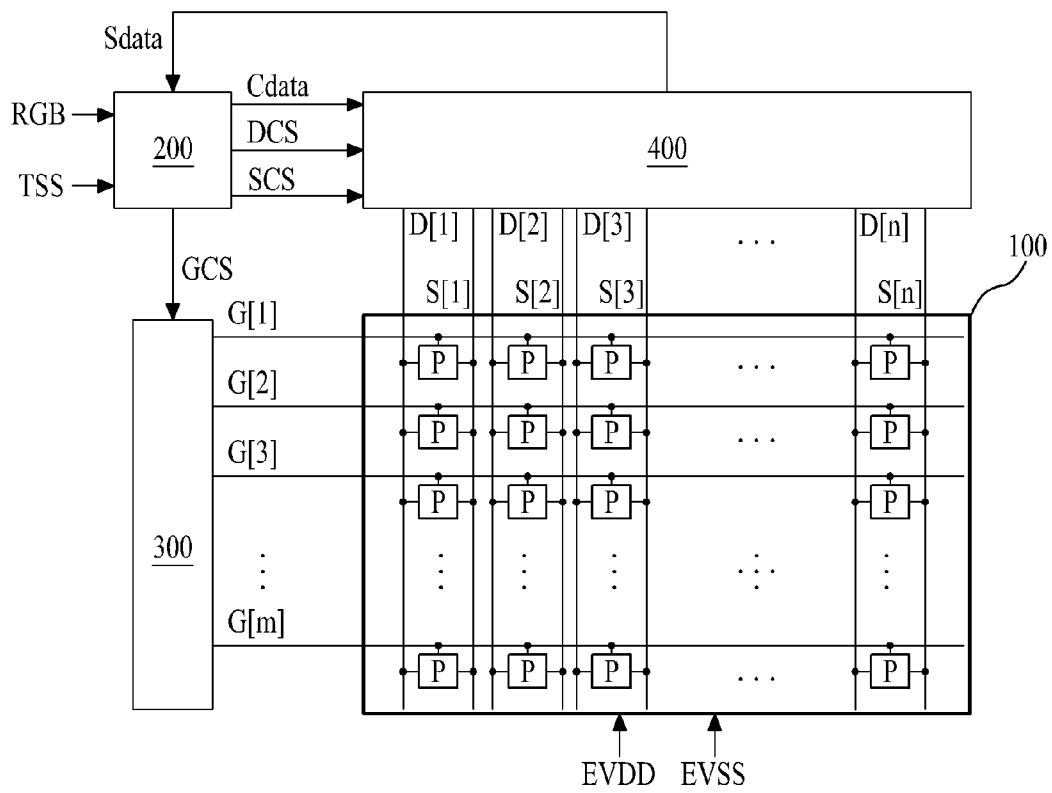 Sdata
Cdata
RGB
200
DCS
400
TSS
SCS
D[1] D[2] D[3] ... D[n]
100
GCS
S[1] S[2] S[3] S[n]
G[1]
P P P ... P
G[2]
P P P ... P
G[3]
P P P P
300
G[m]
P P P ... P
EVDD EVSS